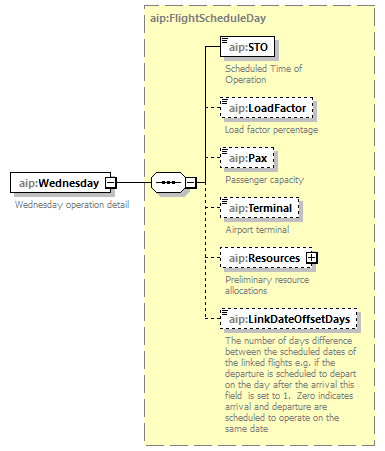 aip:FlightScheduleDay
aip:STO
Scheduled Time of
Operation
aip:LoadFactor
Load factor percentage
aip:Pax
Passenger capacity
aip:Wednesday
Wednesday operation detail
aip:Terminal
Airport terminal
aip:Resources
Preliminary resource
allocations
aip:LinkDateOffsetDays
The number of days difference
between the scheduled dates of
the linked flights e.g. if the
departure is scheduled to depart
on the day after the arrival this
field  is set to 1.  Zero indicates
arrival and departure are
scheduled to operate on the
same date